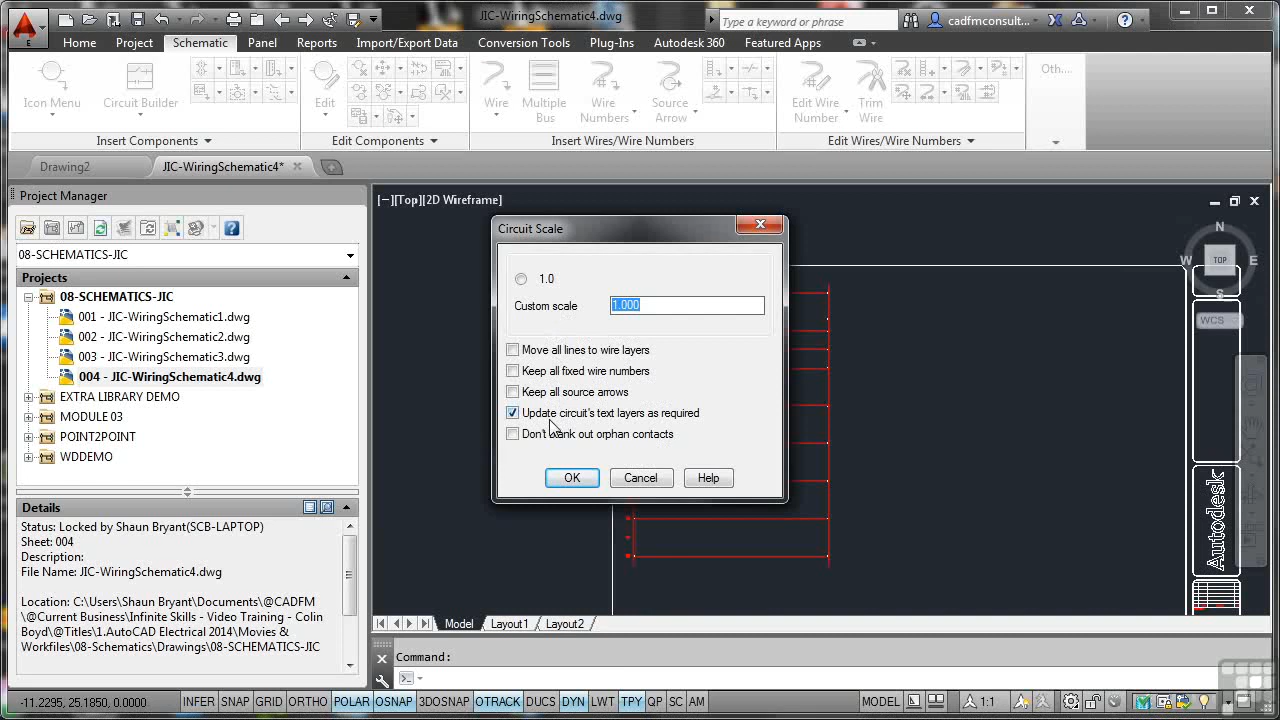 JIC-WiringSchematic4.dwg
Type a keyword or phrase
cadfmconsult...
E
Home Project Schematic Panel Reports Import/Export Data Conversion Tools Plug-Ins Autodesk 360 Featured Apps
Icon Menu
Circuit Builder
Edit
Wire
Multiple Bus
Wire Numbers
Source Arrow
Edit Wire Number
Trim Wire
Oth...
Insert Components
Edit Components
Insert Wires/Wire Numbers
Edit Wires/Wire Numbers
Drawing2
JIC-WiringSchematic4*
Project Manager
08-SCHEMATICS-JIC
Projects
08-SCHEMATICS-JIC
001 - JIC-WiringSchematic1.dwg
002 - JIC-WiringSchematic2.dwg
003 - JIC-WiringSchematic3.dwg
004 - JIC-WiringSchematic4.dwg
EXTRA LIBRARY DEMO
MODULE 03
POINT2POINT
WDDEMO
Details
Status: Locked by Shaun Bryant(SCB-LAPTOP)
Sheet: 004
Description:
File Name: JIC-WiringSchematic4.dwg
Location: C:\Users\Shaun Bryant\Documents\@CADFM
\@Current Business\Infinite Skills - Video Training - Colin
Boyd\@Titles\1.AutoCAD Electrical 2014\Movies &
Workfiles\08-Schematics\Drawings\08-SCHEMATICS-JIC
[−][Top][2D Wireframe]
Circuit Scale
1.0
Custom scale
1.000
Move all lines to wire layers
Keep all fixed wire numbers
Keep all source arrows
Update circuit's text layers as required
Don't blank out orphan contacts
OK
Cancel
Help
N
W
TOP
E
S
WCS
Autodesk
Model Layout1 Layout2
Command:
-11.2295, 25.1850, 0.0000
INFER SNAP GRID ORTHO POLAR OSNAP 3DOSNAP OTRACK DUCS DYN LWT TPY QP SC AM
MODEL
1:1